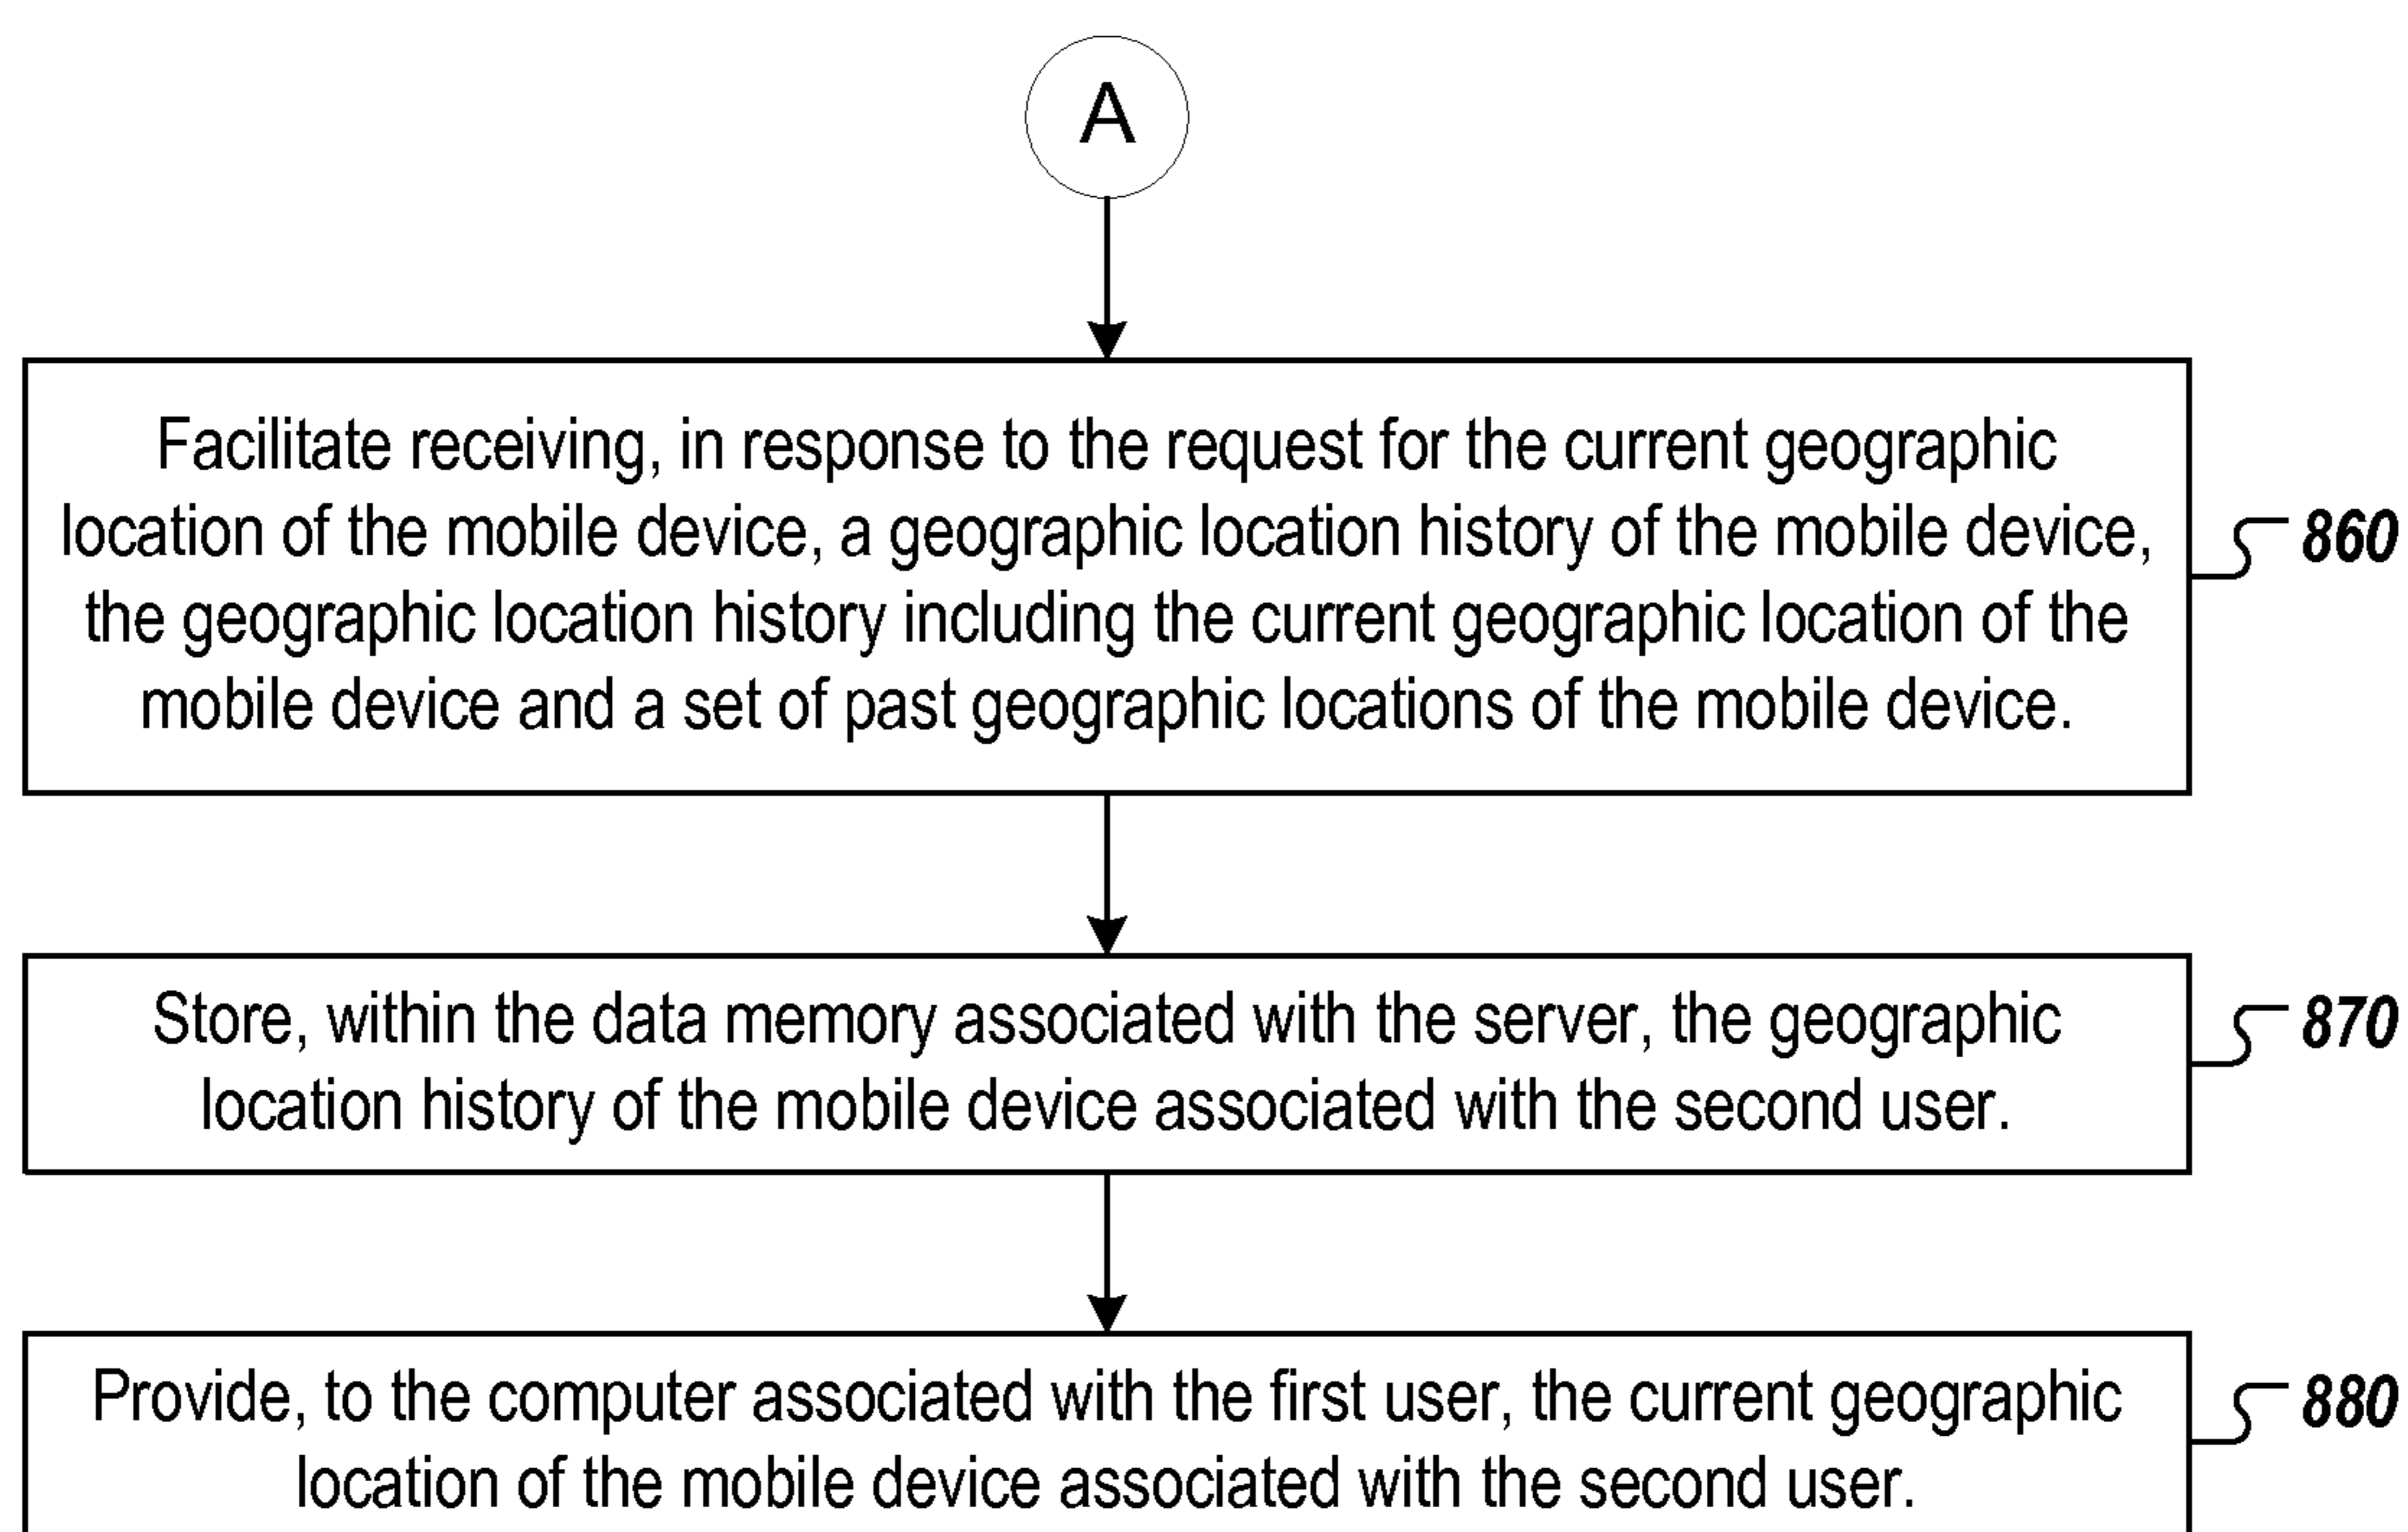 A
Facilitate receiving, in response to the request for the current geographic
location of the mobile device, a geographic location history of the mobile device,
the geographic location history including the current geographic location of the
mobile device and a set of past geographic locations of the mobile device.
860
Store, within the data memory associated with the server, the geographic
location history of the mobile device associated with the second user.
870
Provide, to the computer associated with the first user, the current geographic
location of the mobile device associated with the second user.
880